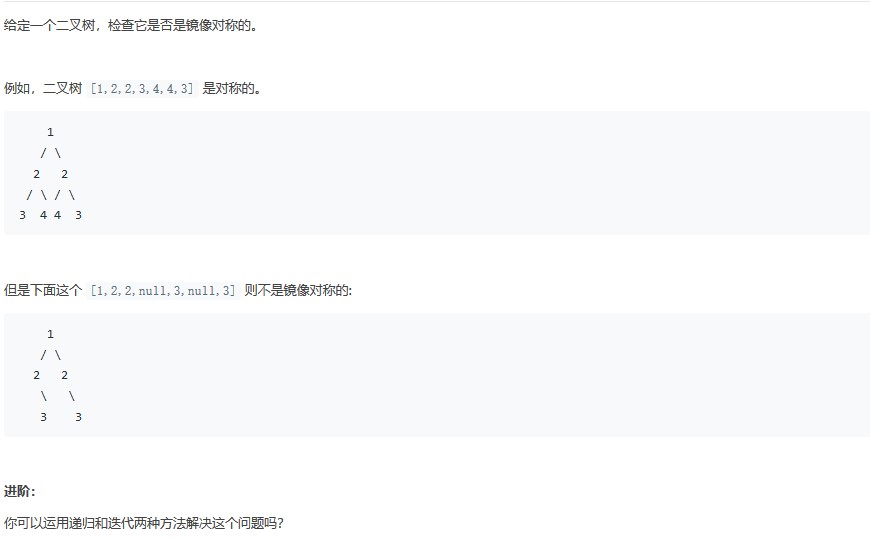 给定一个二叉树，检查它是否是镜像对称的。
例如，二叉树 [1,2,2,3,4,4,3] 是对称的。
    1
   / \
  2   2
 / \ / \
3  4 4  3
但是下面这个 [1,2,2,null,3,null,3] 则不是镜像对称的:
    1
   / \
  2   2
   \   \
   3    3
进阶：
你可以运用递归和迭代两种方法解决这个问题吗？